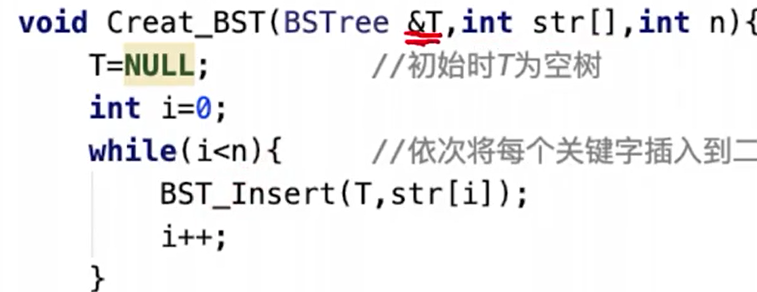 void Creat_BST(BSTree &T,int str[],int n){
T=NULL; //初始时T为空树
int i=0;
while(i<n){ //依次将每个关键字插入到二
BST_Insert(T,str[i]);
i++;
}